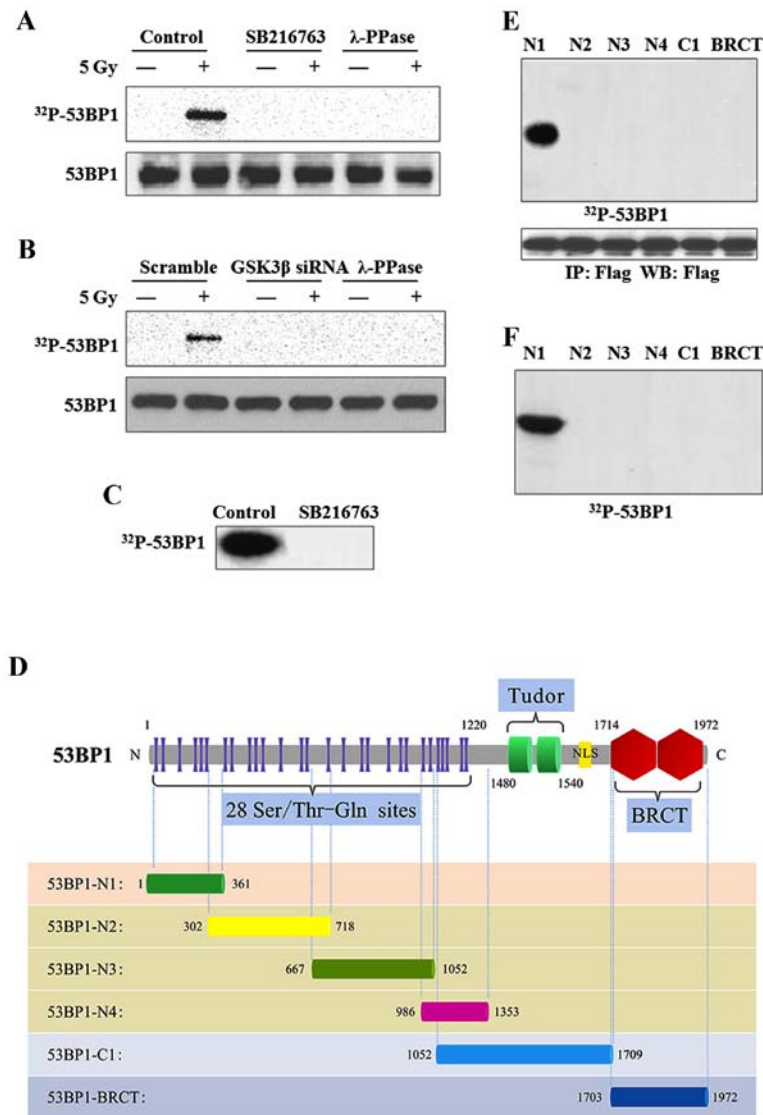 A
Control SB216763 λ-PPase
5 Gy — + — + — +
³²P-53BP1
53BP1
B
Scramble GSK3β siRNA λ-PPase
5 Gy — + — + — +
³²P-53BP1
53BP1
C
Control SB216763
³²P-53BP1
E
N1 N2 N3 N4 C1 BRCT
³²P-53BP1
IP: Flag WB: Flag
F
N1 N2 N3 N4 C1 BRCT
³²P-53BP1
D
Tudor
1 1220 1714 1972
53BP1 N NLS C
1480 1540
28 Ser/Thr-Gln sites BRCT
53BP1-N1: 1 361
53BP1-N2: 302 718
53BP1-N3: 667 1052
53BP1-N4: 986 1353
53BP1-C1: 1052 1709
53BP1-BRCT: 1703 1972